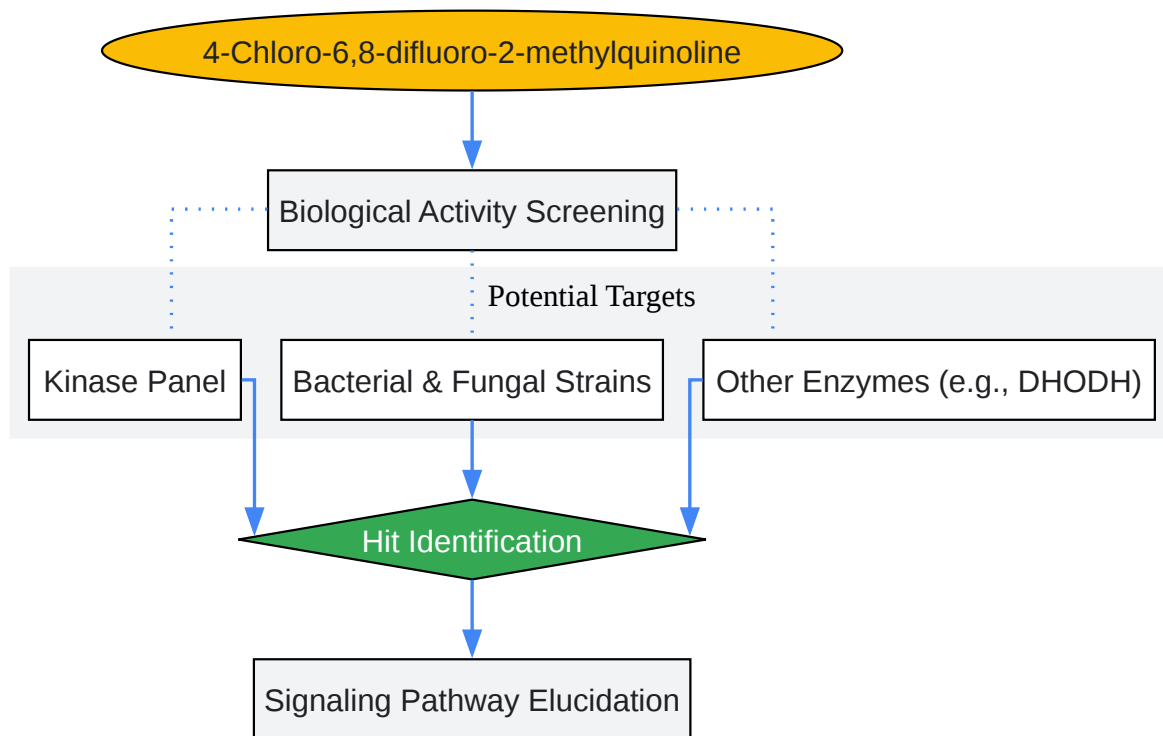 4-Chloro-6,8-difluoro-2-methylquinoline
Biological Activity Screening
Potential Targets
Kinase Panel
Bacterial & Fungal Strains
Other Enzymes (e.g., DHODH)
Hit Identification
Signaling Pathway Elucidation